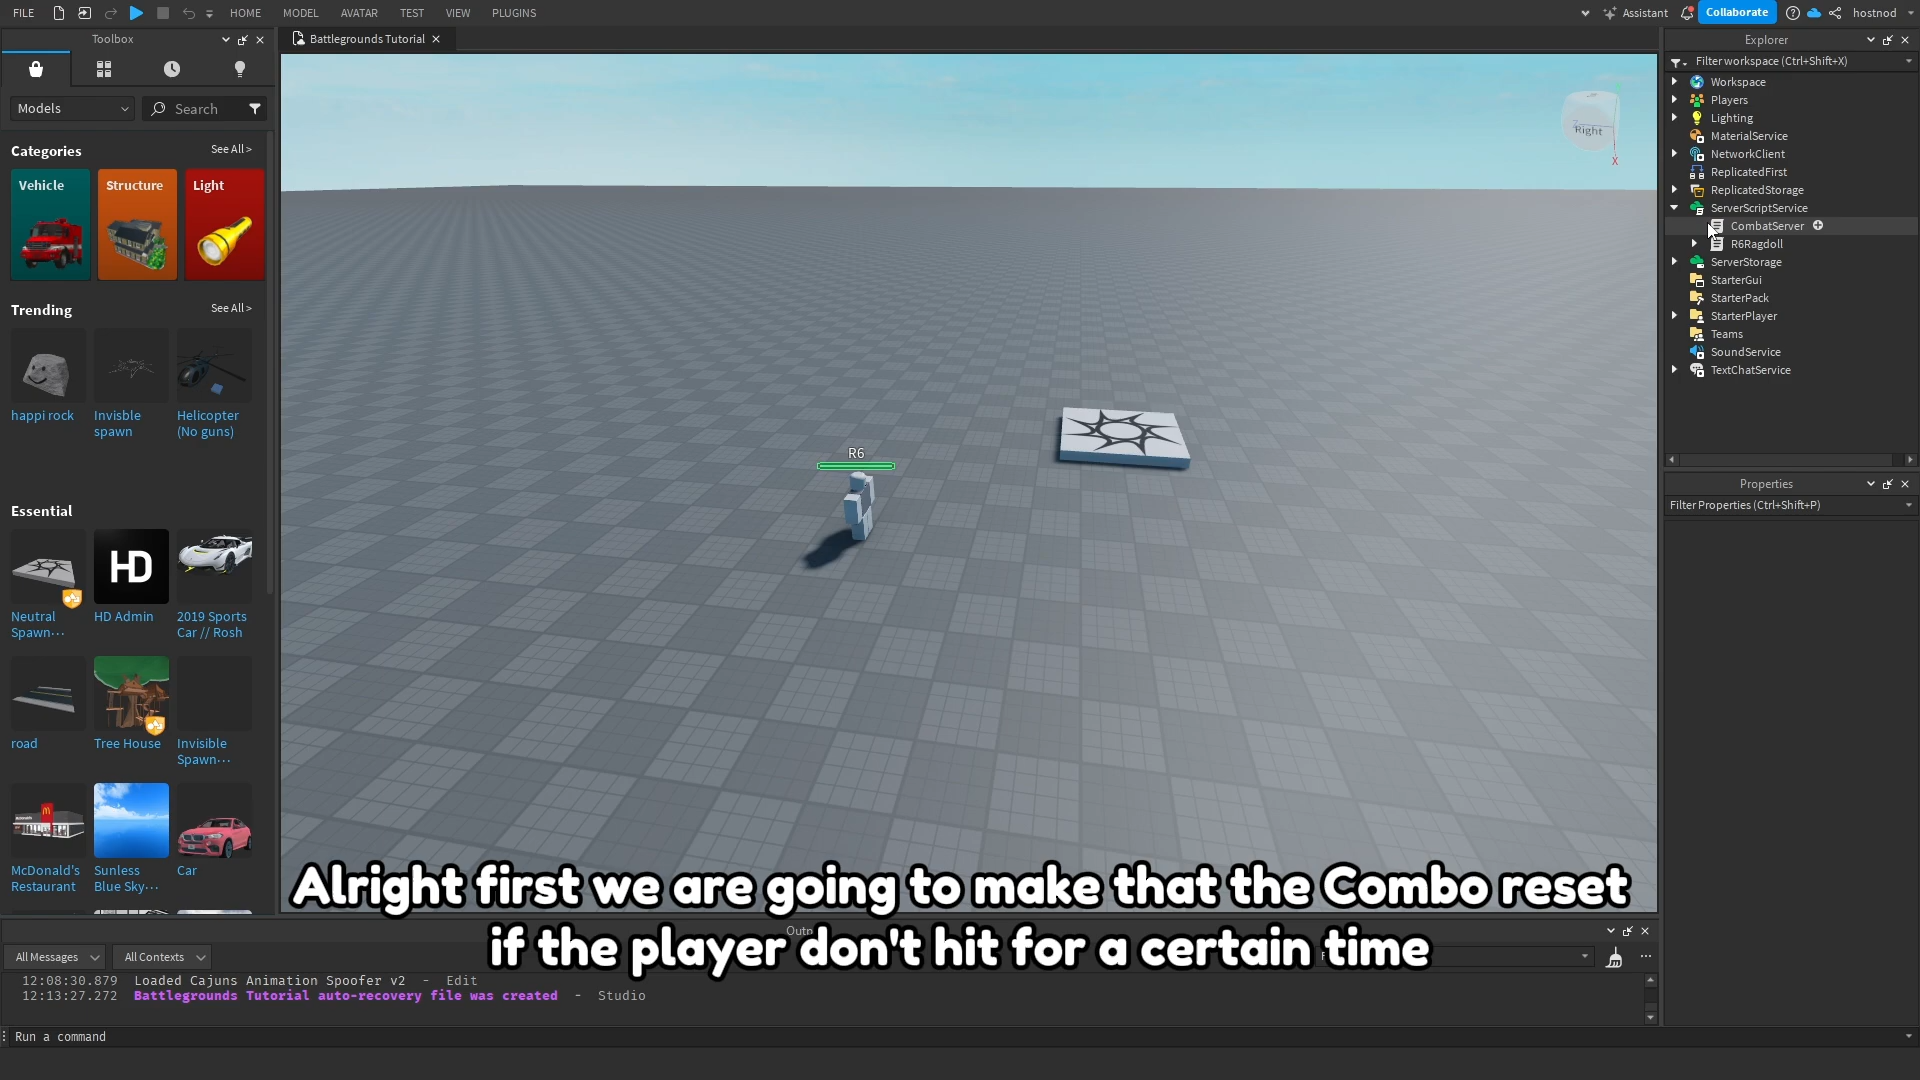 FILE
HOME
MODEL
AVATAR
TEST
VIEW
PLUGINS
Assistant
Collaborate
hostnod
Toolbox
Models
Search
Categories
See All >
Vehicle
Structure
Light
Trending
See All >
happi rock
Invisble
spawn
Helicopter
(No guns)
Essential
HD
Neutral
Spawn···
HD Admin
2019 Sports
Car // Rosh
road
Tree House
Invisible
Spawn···
McDonald's
Restaurant
Sunless
Blue Sky···
Car
Battlegrounds Tutorial
Right
X
R6
Alright first we are going to make that the Combo reset
if the player don't hit for a certain time
All Messages
All Contexts
12:08:30.879 Loaded Cajuns Animation Spoofer v2 - Edit
12:13:27.272 Battlegrounds Tutorial auto-recovery file was created - Studio
Run a command
Explorer
Filter workspace (Ctrl+Shift+X)
Workspace
Players
Lighting
MaterialService
NetworkClient
ReplicatedFirst
ReplicatedStorage
ServerScriptService
CombatServer
R6Ragdoll
ServerStorage
StarterGui
StarterPack
StarterPlayer
Teams
SoundService
TextChatService
Properties
Filter Properties (Ctrl+Shift+P)